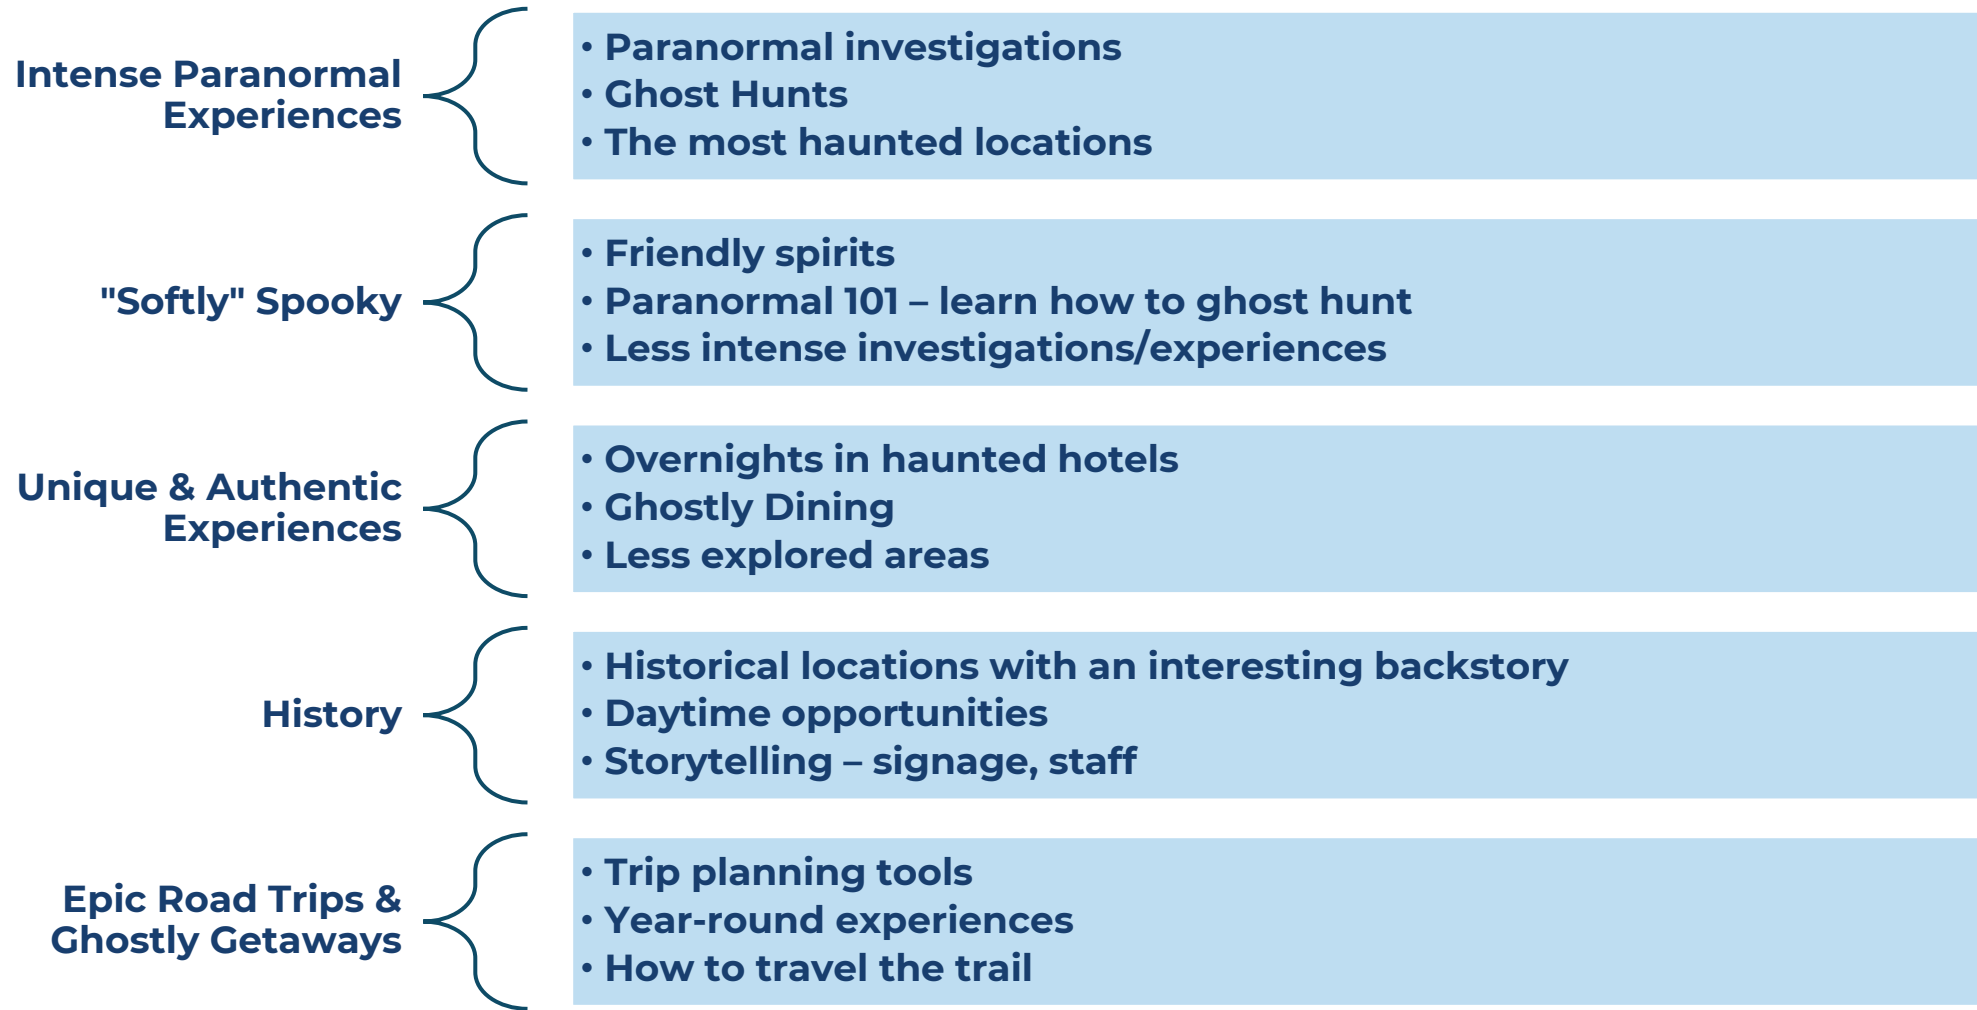 Intense Paranormal
Experiences
• Paranormal investigations
• Ghost Hunts
• The most haunted locations
"Softly" Spooky
• Friendly spirits
• Paranormal 101 – learn how to ghost hunt
• Less intense investigations/experiences
Unique & Authentic
Experiences
• Overnights in haunted hotels
• Ghostly Dining
• Less explored areas
History
• Historical locations with an interesting backstory
• Daytime opportunities
• Storytelling – signage, staff
Epic Road Trips &
Ghostly Getaways
• Trip planning tools
• Year-round experiences
• How to travel the trail